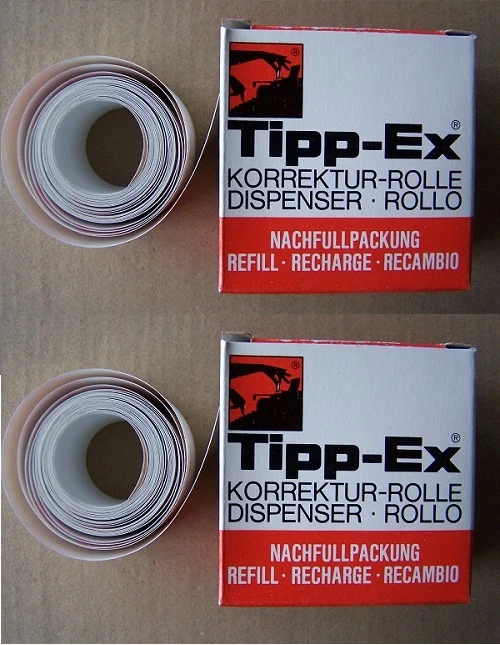 Tipp-Ex®
KORREKTUR-ROLLE
DISPENSER · ROLLO
NACHFULLPACKUNG
REFILL · RECHARGE · RECAMBIO
Tipp-Ex®
KORREKTUR-ROLLE
DISPENSER · ROLLO
NACHFULLPACKUNG
REFILL · RECHARGE · RECAMBIO